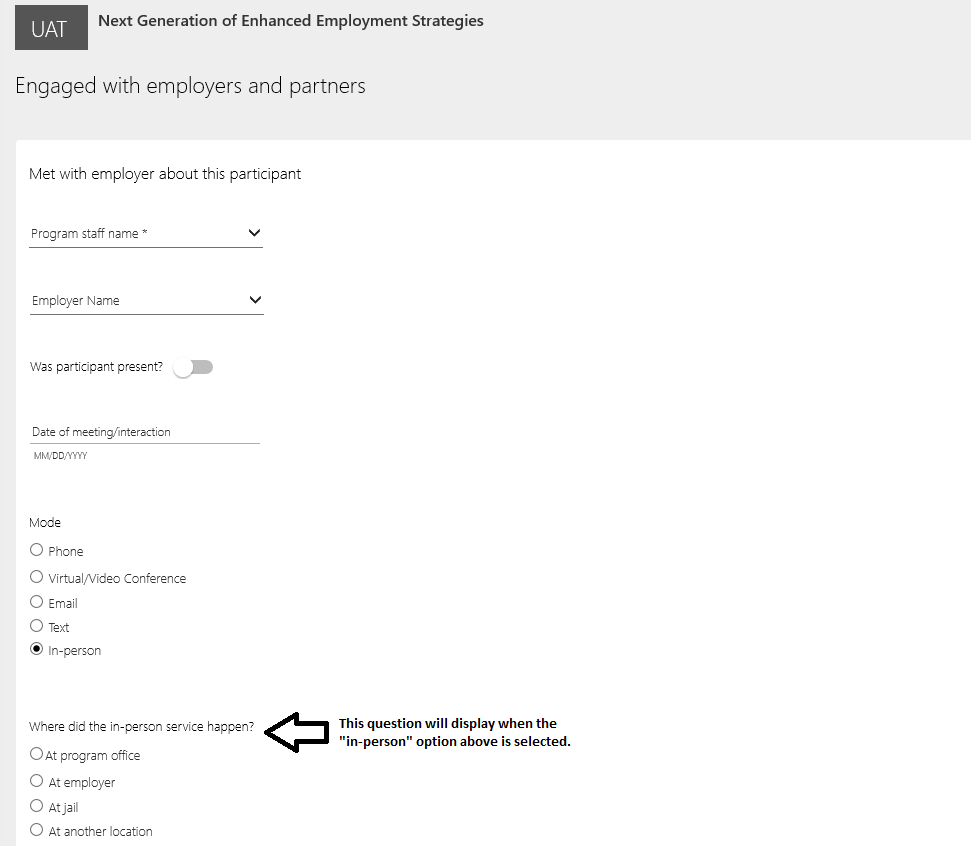 UAT
Next Generation of Enhanced Employment Strategies
Engaged with employers and partners
Met with employer about this participant
Program staff name *
Employer Name
Was participant present?
Date of meeting/interaction
MM/DD/YYYY
Mode
Phone
Virtual/Video Conference
Email
Text
In-person
Where did the in-person service happen?
This question will display when the
"in-person" option above is selected.
At program office
At employer
At jail
At another location